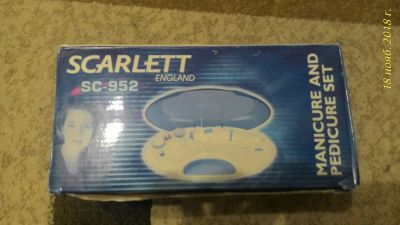 SCARLETT
ENGLAND
SC-952
MANICURE AND
PEDICURE SET
18 нояб. 2018 г.